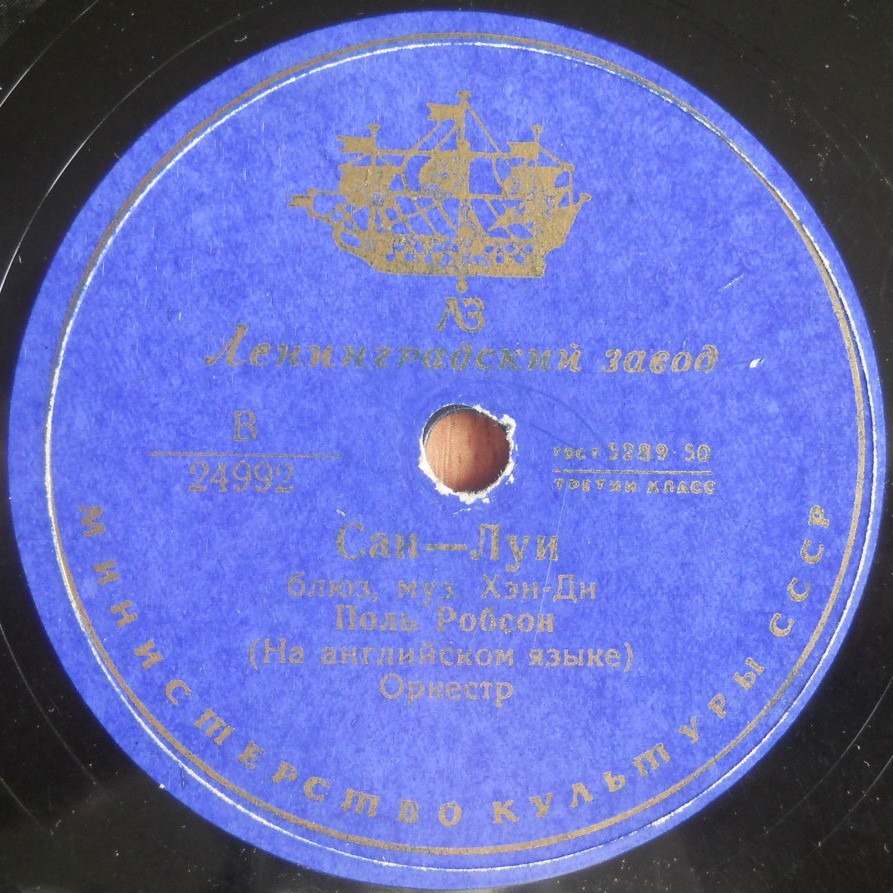 ЛЗ
Ленинградский завод
В
24992
ГОСТ 5289-50
ТРЕТИЙ КЛАСС
Сан—Луи
блюз, муз. Хэн-Ди
Поль Робсон
(На английском языке)
Оркестр
МИНИСТЕРСТВО КУЛЬТУРЫ СССР